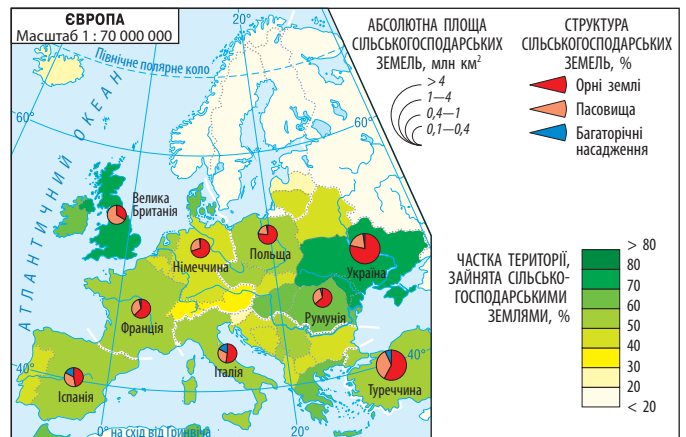 ЄВРОПА
Масштаб 1 : 70 000 000
20°
Північне полярне коло
60°
60°
АТЛАНТИЧНИЙ ОКЕАН
Велика
Британія
Німеччина
Польща
Україна
Франція
Румунія
Італія
Іспанія
Туреччина
40°
40°
0°
на схід від Гринвіча
20°
АБСОЛЮТНА ПЛОЩА
СІЛЬСЬКОГОСПОДАРСЬКИХ
ЗЕМЕЛЬ, млн км²
> 4
1—4
0,4—1
0,1—0,4
СТРУКТУРА
СІЛЬСЬКОГОСПОДАРСЬКИХ
ЗЕМЕЛЬ, %
Орні землі
Пасовища
Багаторічні
насадження
ЧАСТКА ТЕРИТОРІЇ,
ЗАЙНЯТА СІЛЬСЬКО-
ГОСПОДАРСЬКИМИ
ЗЕМЛЯМИ, %
> 80
80
70
60
50
40
30
20
< 20